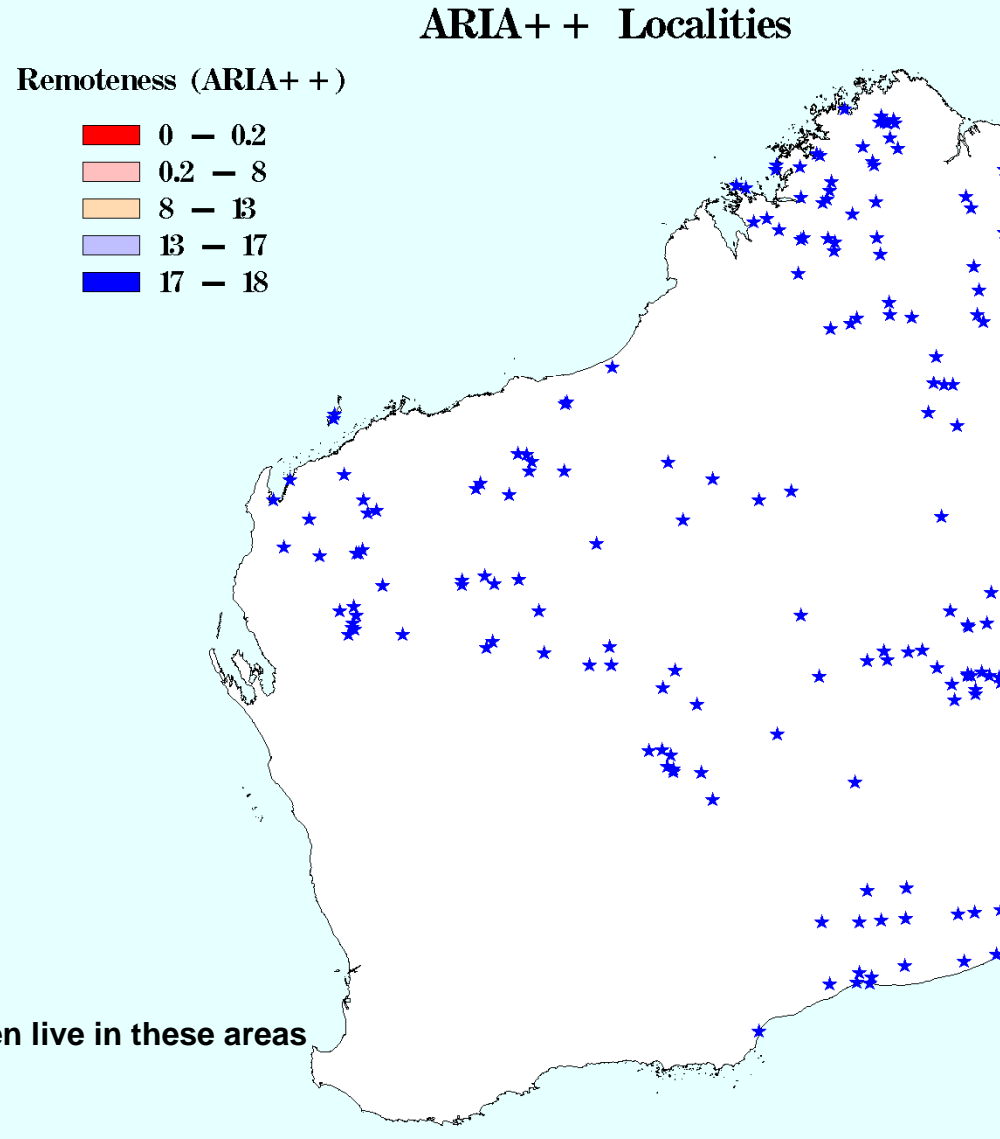 ARIA++ Localities
Remoteness (ARIA++)
0 — 0.2
0.2 — 8
8 — 13
13 — 17
17 — 18
live in these areas